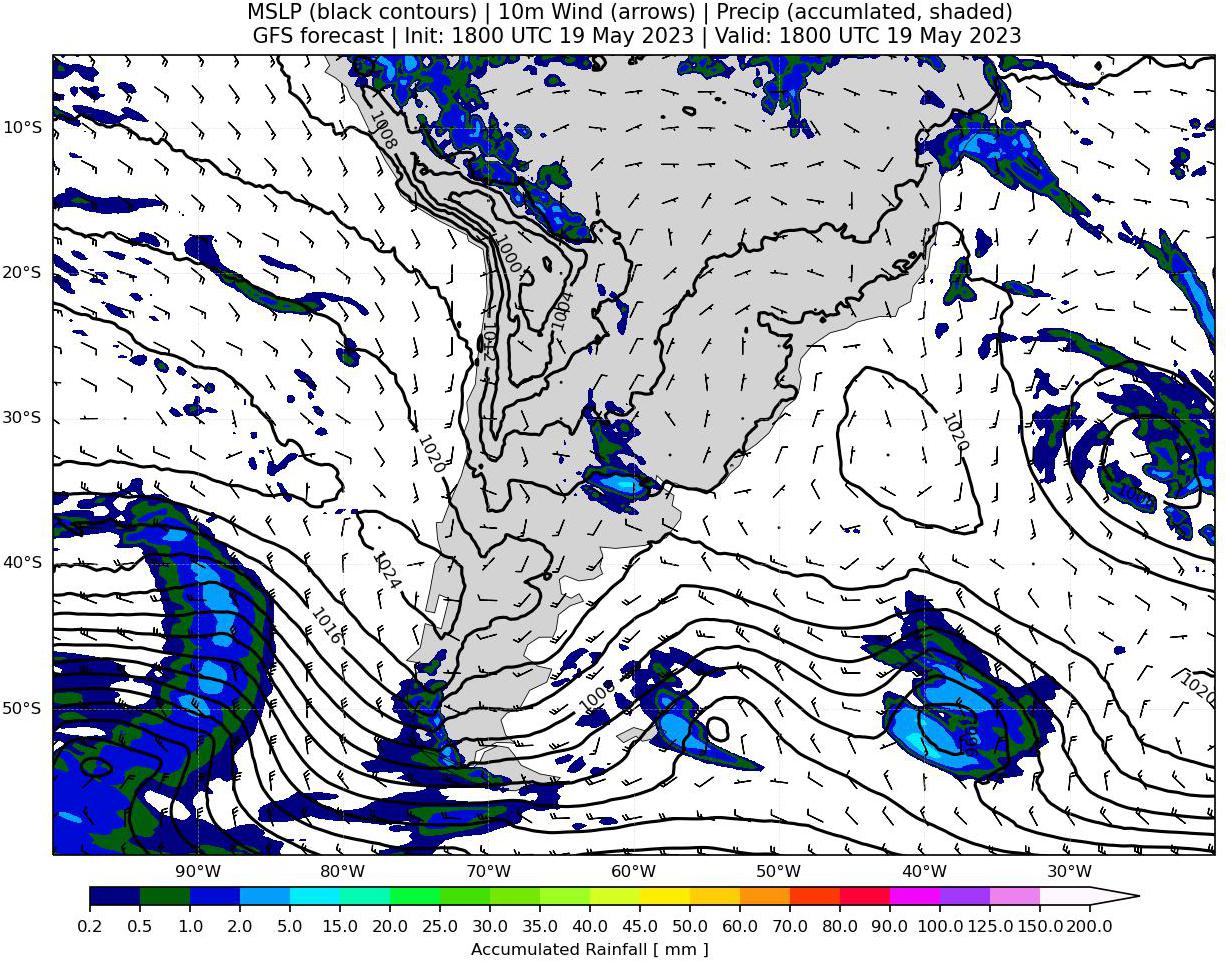 MSLP (black contours) | 10m Wind (arrows) | Precip (accumlated, shaded)
GFS forecast | Init: 1800 UTC 19 May 2023 | Valid: 1800 UTC 19 May 2023
10°S
1008
20°S
1000
1004
1012
30°S
1020
1020
40°S
1024
1016
50°S
1008
1020
90°W
80°W
70°W
60°W
50°W
40°W
30°W
0.2 0.5 1.0 2.0 5.0 10.0 15.0 20.0 25.0 30.0 35.0 40.0 45.0 50.0 60.0 70.0 80.0 90.0 100.0 125.0 150.0 200.0
Accumulated Rainfall [ mm ]